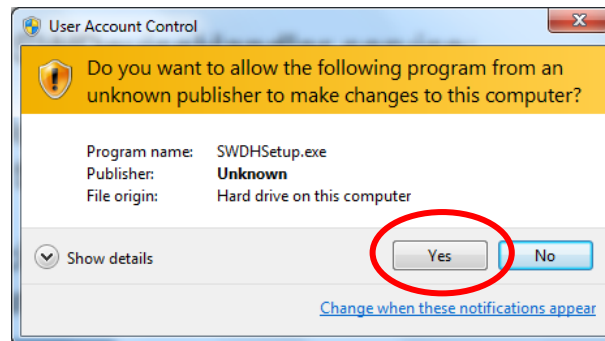 User Account Control
Do you want to allow the following program from an
unknown publisher to make changes to this computer?
Program name: SWDHSetup.exe
Publisher: Unknown
File origin: Hard drive on this computer
Show details
Yes
No
Change when these notifications appear